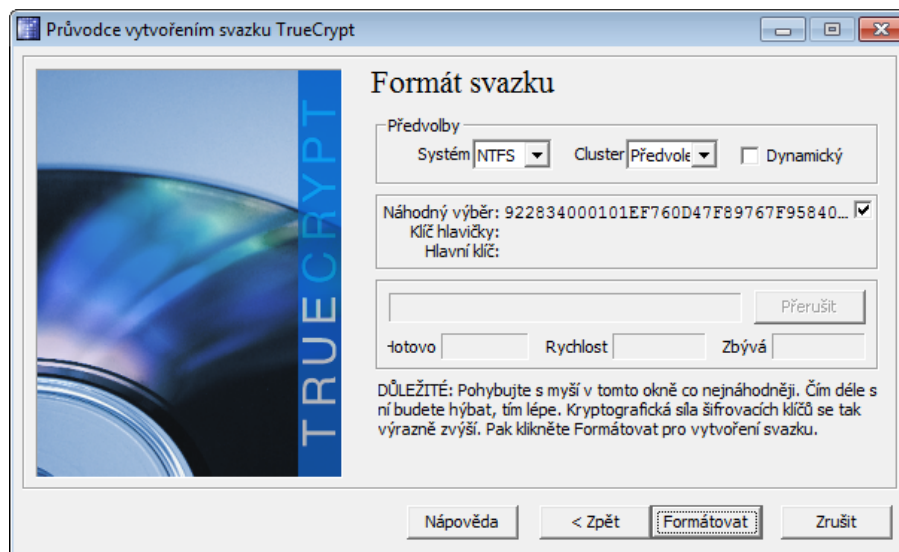 Průvodce vytvořením svazku TrueCrypt
TRUECRYPT
Formát svazku
Předvolby
Systém NTFS Cluster Předvole Dynamický
Náhodný výběr: 922834000101EF760D47F89767F95840...
Klíč hlavičky:
Hlavní klíč:
Přerušit
Hotovo Rychlost Zbývá
DŮLEŽITÉ: Pohybujte s myší v tomto okně co nejnáhodněji. Čím déle s
ní budete hýbat, tím lépe. Kryptografická síla šifrovacích klíčů se tak
výrazně zvýší. Pak klikněte Formátovat pro vytvoření svazku.
Nápověda < Zpět Formátovat Zrušit